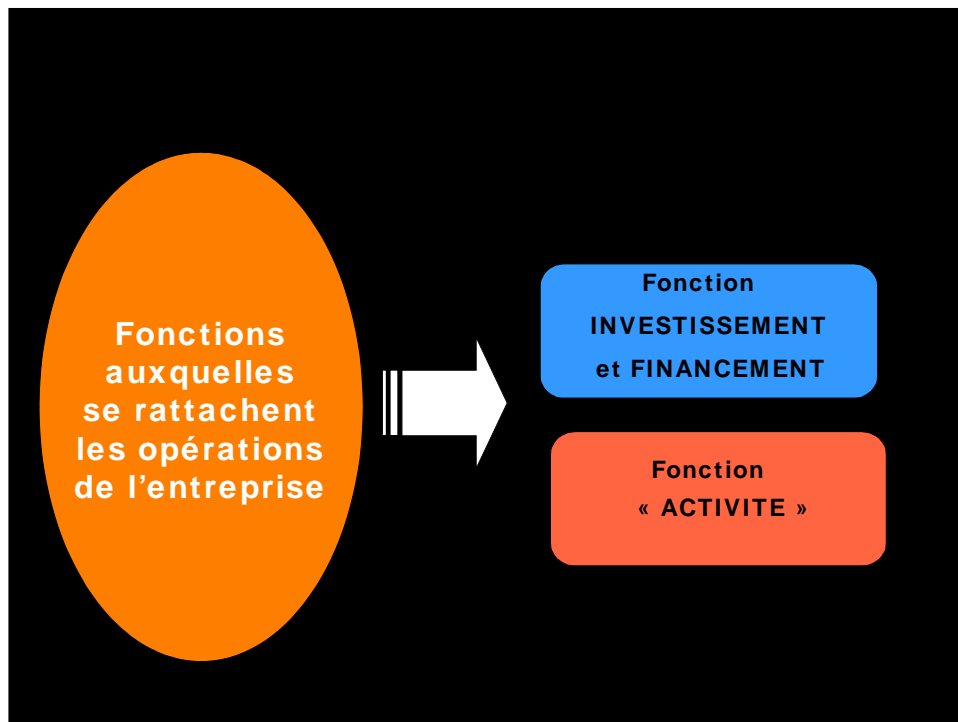 Fonctions
auxquelles
se rattachent
les opérations
de l’entreprise
Fonction
INVESTISSEMENT
et FINANCEMENT
Fonction
« ACTIVITE »